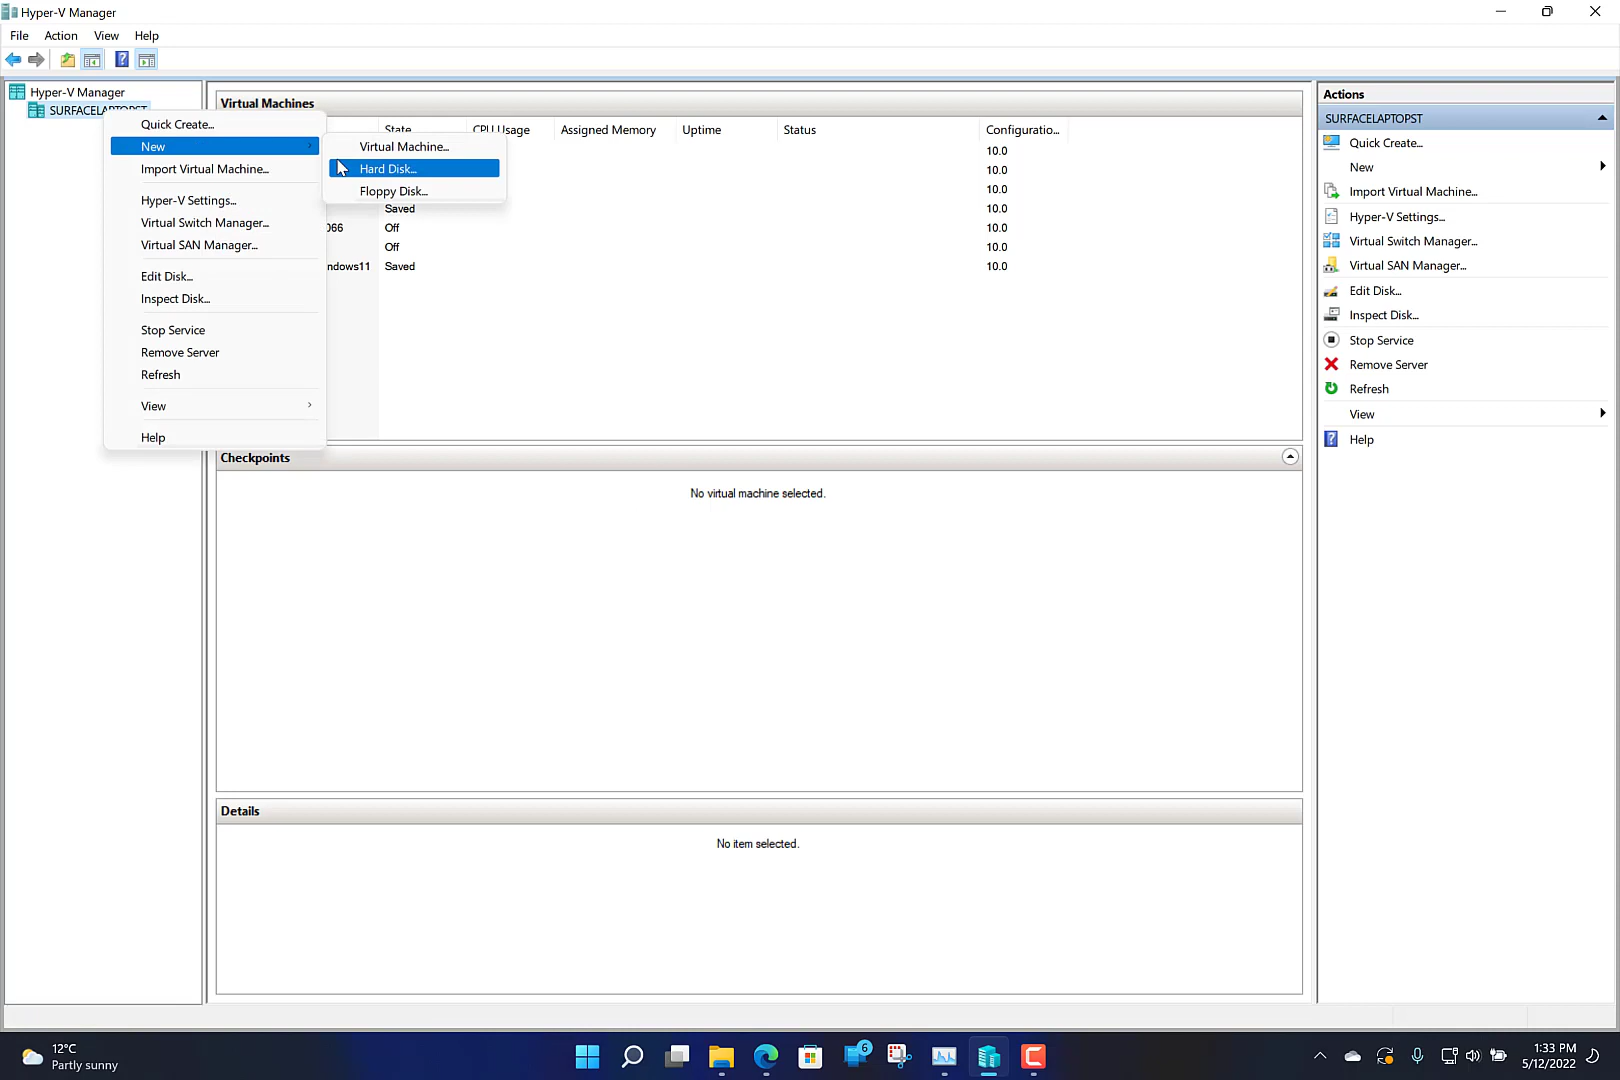 Hyper-V Manager
File Action View Help
Hyper-V Manager
SURFACELAPTOPST
Quick Create...
New
Import Virtual Machine...
Hyper-V Settings...
Virtual Switch Manager...
Virtual SAN Manager...
Edit Disk...
Inspect Disk...
Stop Service
Remove Server
Refresh
View
Help
Virtual Machine...
Hard Disk...
Floppy Disk...
Virtual Machines
State CPU Usage Assigned Memory Uptime Status Configuratio...
10.0
10.0
10.0
Saved 10.0
066 Off 10.0
Off 10.0
ndows11 Saved 10.0
Checkpoints
No virtual machine selected.
Details
No item selected.
Actions
SURFACELAPTOPST
Quick Create...
New
Import Virtual Machine...
Hyper-V Settings...
Virtual Switch Manager...
Virtual SAN Manager...
Edit Disk...
Inspect Disk...
Stop Service
Remove Server
Refresh
View
Help
12°C
Partly sunny
6
1:33 PM
5/12/2022